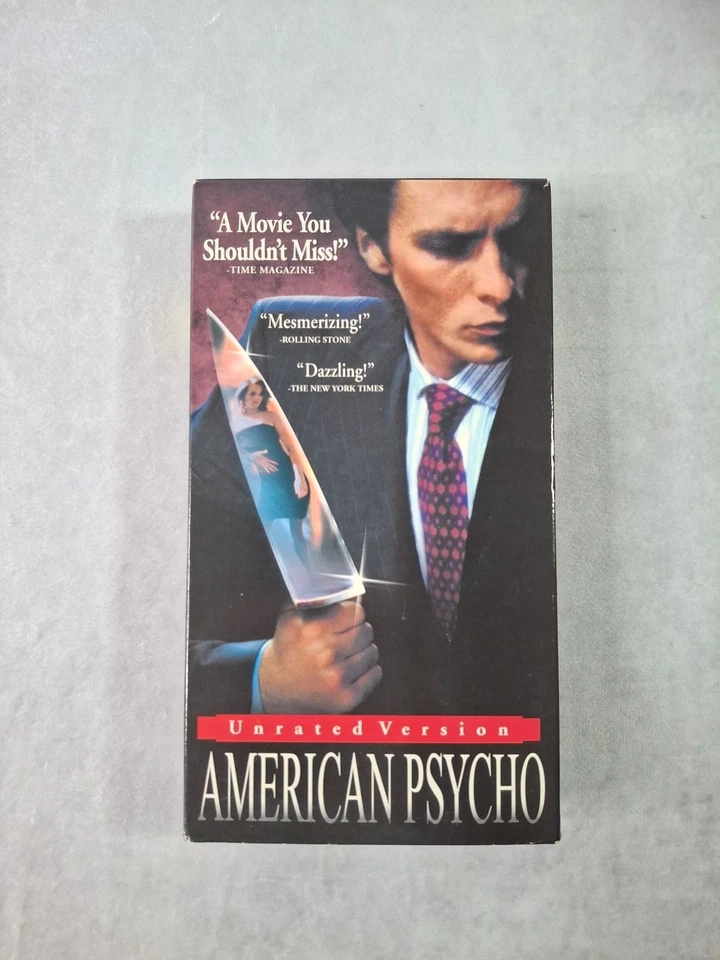 “A Movie You
Shouldn’t Miss!”
-TIME MAGAZINE
“Mesmerizing!”
-ROLLING STONE
“Dazzling!”
-THE NEW YORK TIMES
Unrated Version
AMERICAN PSYCHO